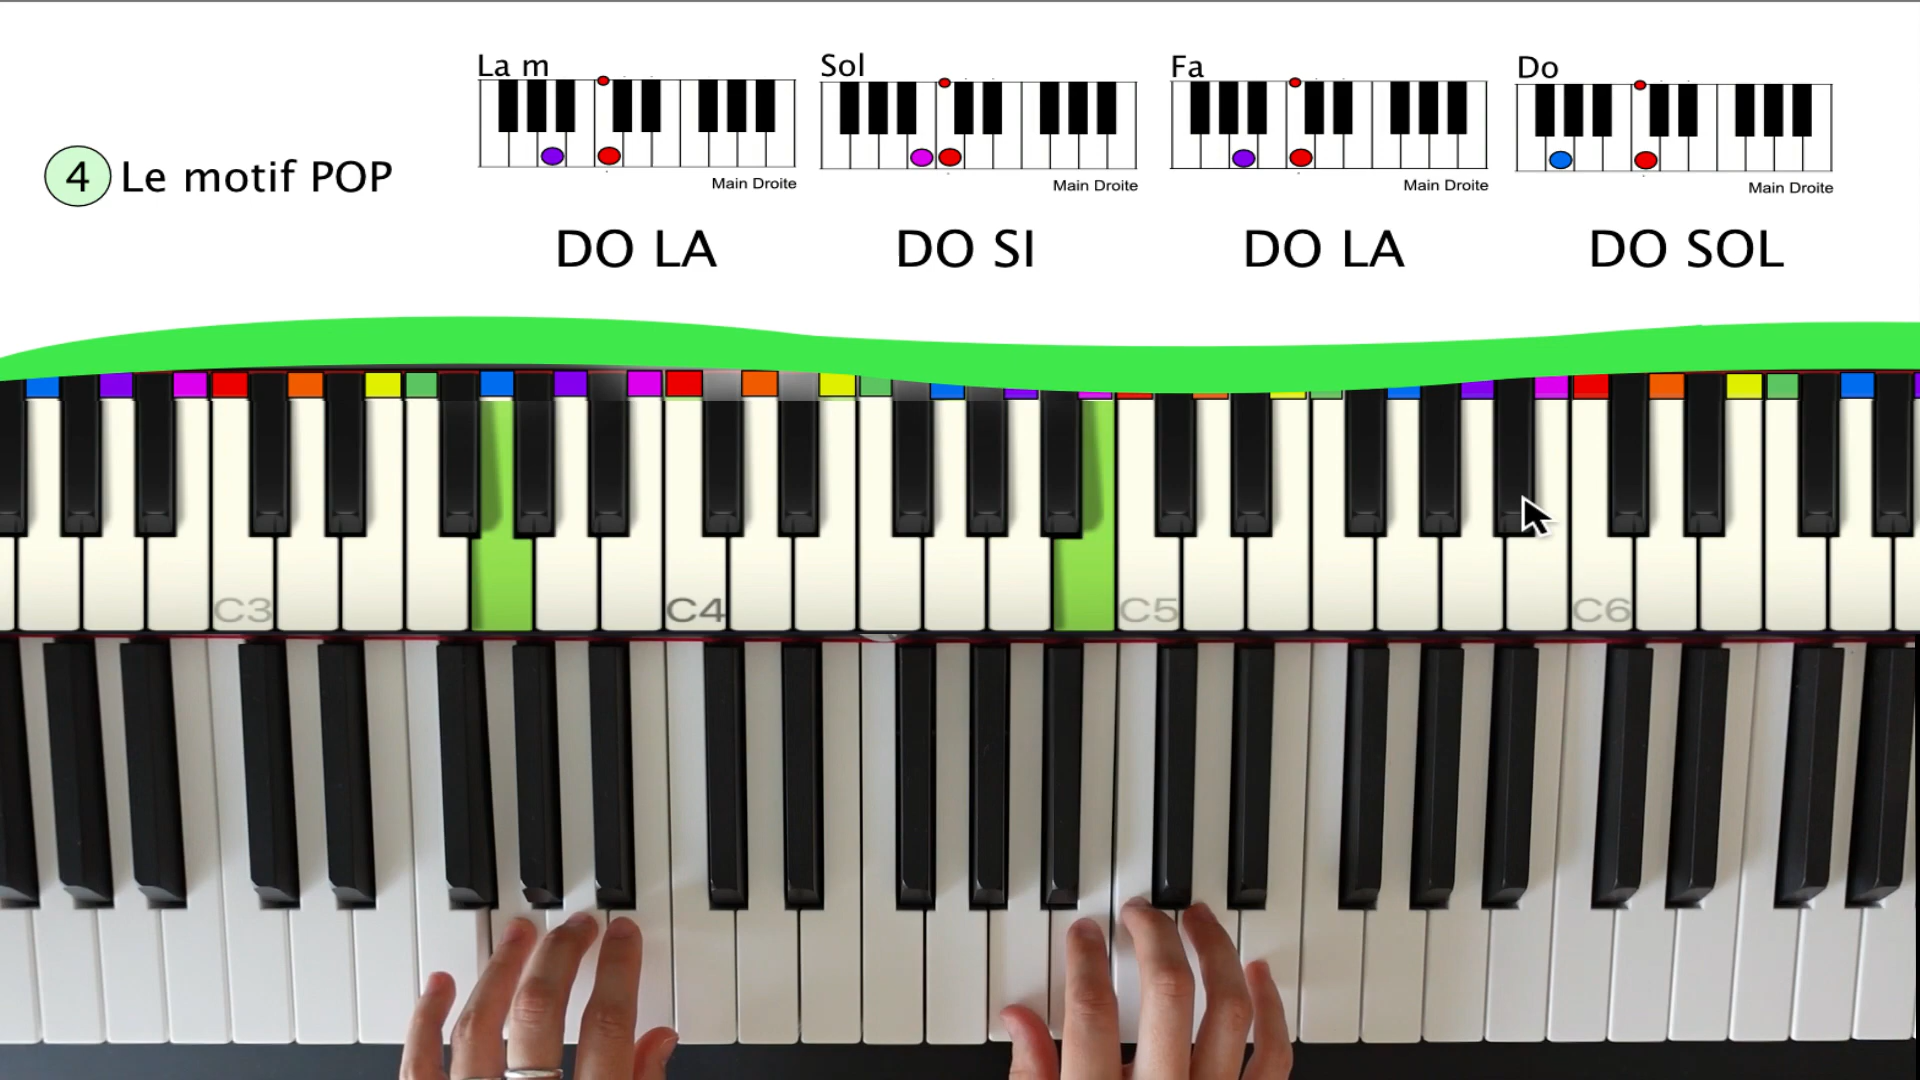 La m
Sol
Fa
Do
4 Le motif POP
Main Droite
Main Droite
Main Droite
Main Droite
DO LA
DO SI
DO LA
DO SOL
C3
C4
C5
C6